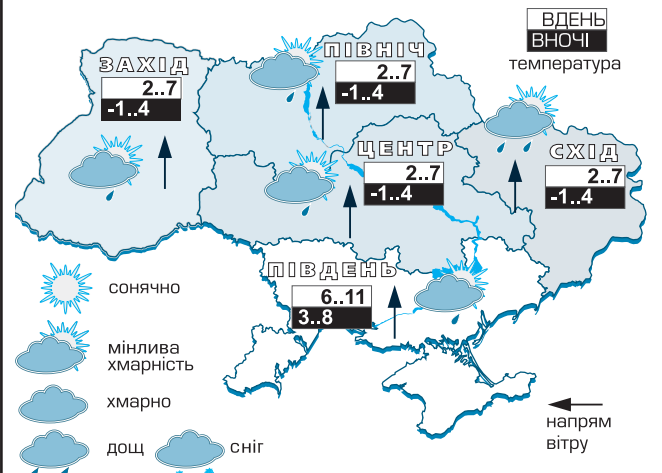 ВДЕНЬ
ВНОЧІ
температура
ПІВНІЧ
2..7
-1..4
ЗАХІД
2..7
-1..4
ЦЕНТР
2..7
-1..4
СХІД
2..7
-1..4
ПІВДЕНЬ
6..11
3..8
сонячно
мінлива
хмарність
хмарно
дощ
сніг
напрям
вітру